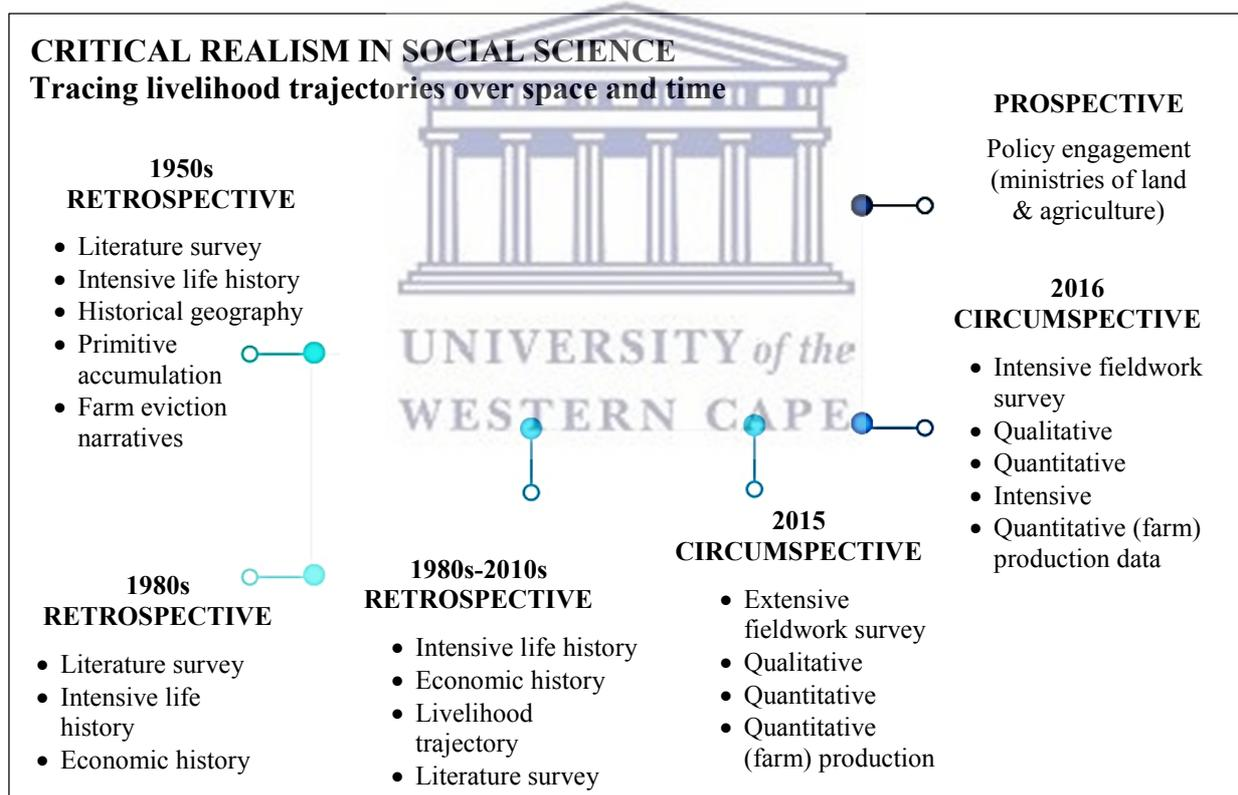 CRITICAL REALISM IN SOCIAL SCIENCE
Tracing livelihood trajectories over space and time
1950s
RETROSPECTIVE
• Literature survey
• Intensive life history
• Historical geography
• Primitive
accumulation
• Farm eviction
narratives
1980s
RETROSPECTIVE
• Literature survey
• Intensive life
history
• Economic history
1980s-2010s
RETROSPECTIVE
• Intensive life history
• Economic history
• Livelihood
trajectory
• Literature survey
2015
CIRCUMSPECTIVE
• Extensive
fieldwork survey
• Qualitative
• Quantitative
• Quantitative
(farm) production
2016
CIRCUMSPECTIVE
• Intensive fieldwork
survey
• Qualitative
• Quantitative
• Intensive
• Quantitative (farm)
production data
PROSPECTIVE
Policy engagement
(ministries of land
& agriculture)
UNIVERSITY of the
WESTERN CAPE